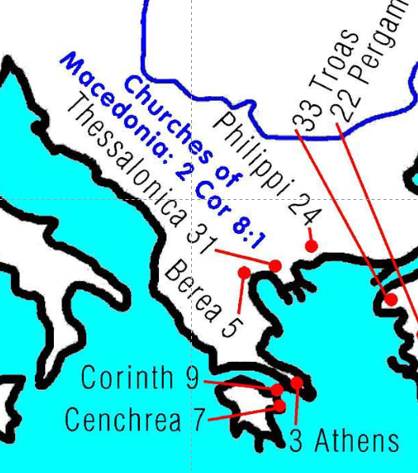 33 Troas
22 Pergam
Churches of
Macedonia: 2 Cor 8:1
Philippi 24
Thessalonica 31
Berea 5
Corinth 9
Cenchrea 7
3 Athens